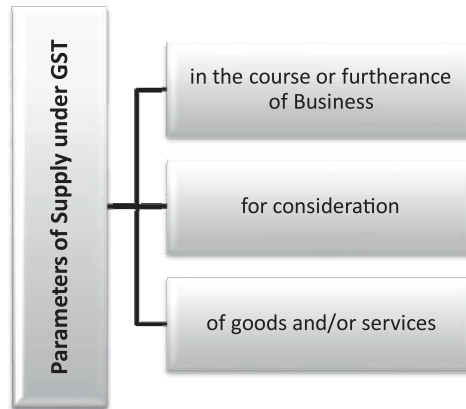 Parameters of Supply under GST
in the course or furtherance
of Business
for consideration
of goods and/or services